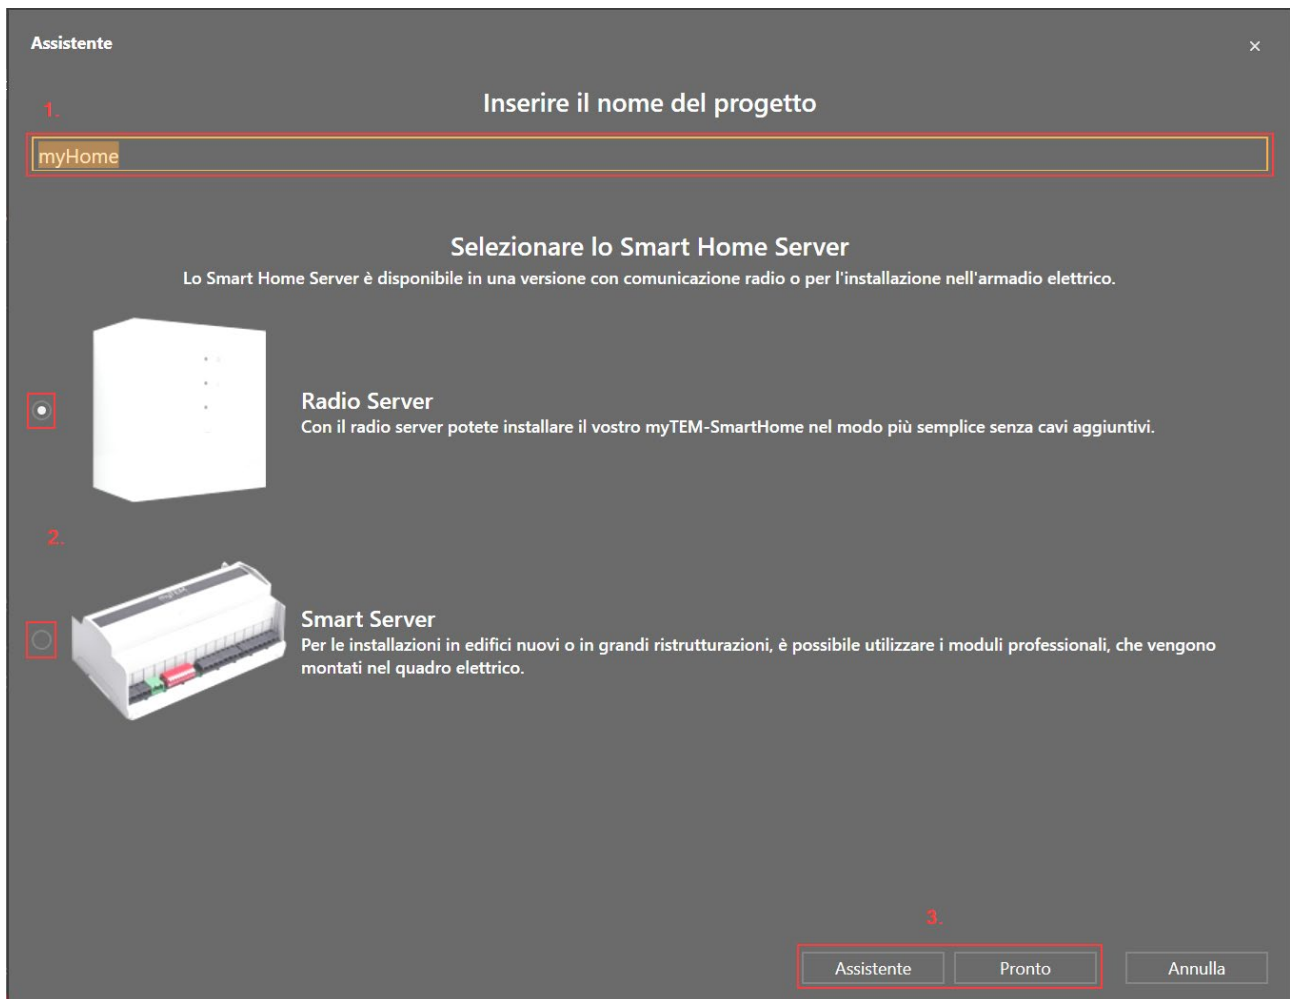 Assistente
1.
Inserire il nome del progetto
myHome
Selezionare lo Smart Home Server
Lo Smart Home Server è disponibile in una versione con comunicazione radio o per l'installazione nell'armadio elettrico.
Radio Server
Con il radio server potete installare il vostro myTEM-SmartHome nel modo più semplice senza cavi aggiuntivi.
2.
myTEM
Smart Server
Per le installazioni in edifici nuovi o in grandi ristrutturazioni, è possibile utilizzare i moduli professionali, che vengono
montati nel quadro elettrico.
3.
Assistente
Pronto
Annulla